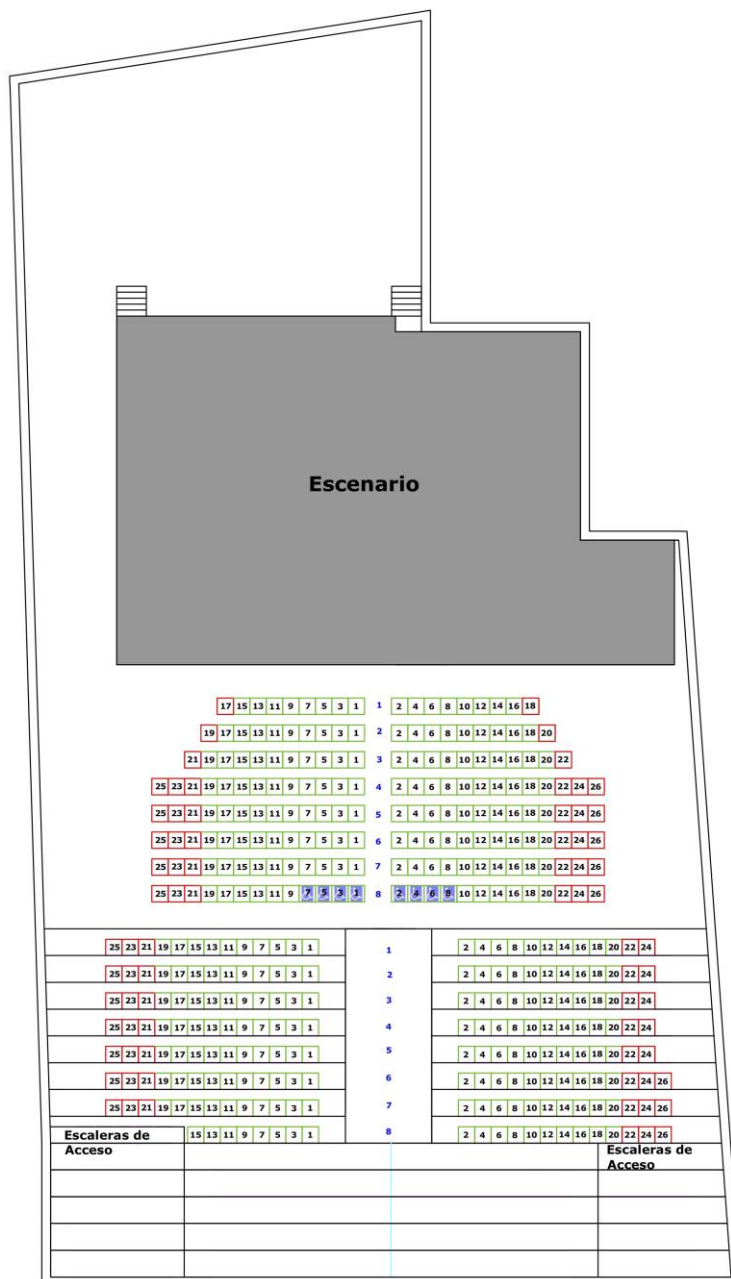 Escenario
17 15 13 11 9 7 5 3 1 1 2 4 6 8 10 12 14 16 18
19 17 15 13 11 9 7 5 3 1 2 2 4 6 8 10 12 14 16 18 20
21 19 17 15 13 11 9 7 5 3 1 3 2 4 6 8 10 12 14 16 18 20 22
25 23 21 19 17 15 13 11 9 7 5 3 1 4 2 4 6 8 10 12 14 16 18 20 22 24 26
25 23 21 19 17 15 13 11 9 7 5 3 1 5 2 4 6 8 10 12 14 16 18 20 22 24 26
25 23 21 19 17 15 13 11 9 7 5 3 1 6 2 4 6 8 10 12 14 16 18 20 22 24 26
25 23 21 19 17 15 13 11 9 7 5 3 1 7 2 4 6 8 10 12 14 16 18 20 22 24 26
25 23 21 19 17 15 13 11 9 7 5 3 1 8 2 4 6 8 10 12 14 16 18 20 22 24 26
25 23 21 19 17 15 13 11 9 7 5 3 1 1 2 4 6 8 10 12 14 16 18 20 22 24
25 23 21 19 17 15 13 11 9 7 5 3 1 2 2 4 6 8 10 12 14 16 18 20 22 24
25 23 21 19 17 15 13 11 9 7 5 3 1 3 2 4 6 8 10 12 14 16 18 20 22 24
25 23 21 19 17 15 13 11 9 7 5 3 1 4 2 4 6 8 10 12 14 16 18 20 22 24
25 23 21 19 17 15 13 11 9 7 5 3 1 5 2 4 6 8 10 12 14 16 18 20 22 24
25 23 21 19 17 15 13 11 9 7 5 3 1 6 2 4 6 8 10 12 14 16 18 20 22 24 26
25 23 21 19 17 15 13 11 9 7 5 3 1 7 2 4 6 8 10 12 14 16 18 20 22 24 26
15 13 11 9 7 5 3 1 8 2 4 6 8 10 12 14 16 18 20 22 24 26
Escaleras de
Acceso
Escaleras de
Acceso